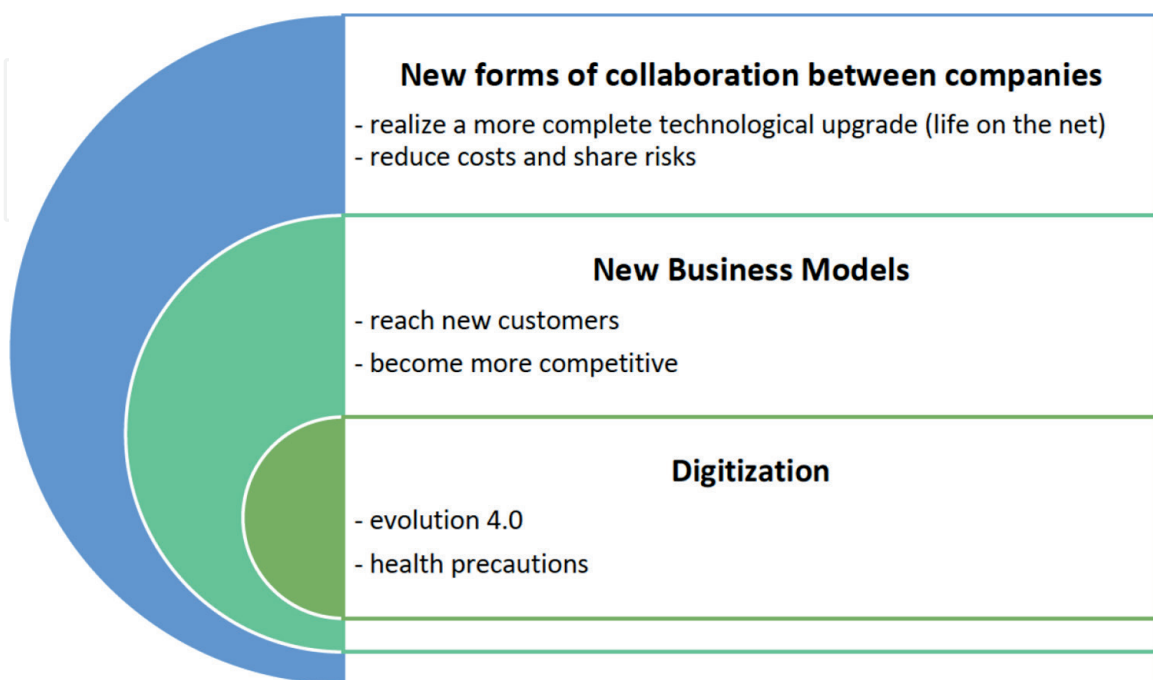 New forms of collaboration between companies
- realize a more complete technological upgrade (life on the net)
- reduce costs and share risks
New Business Models
- reach new customers
- become more competitive
Digitization
- evolution 4.0
- health precautions